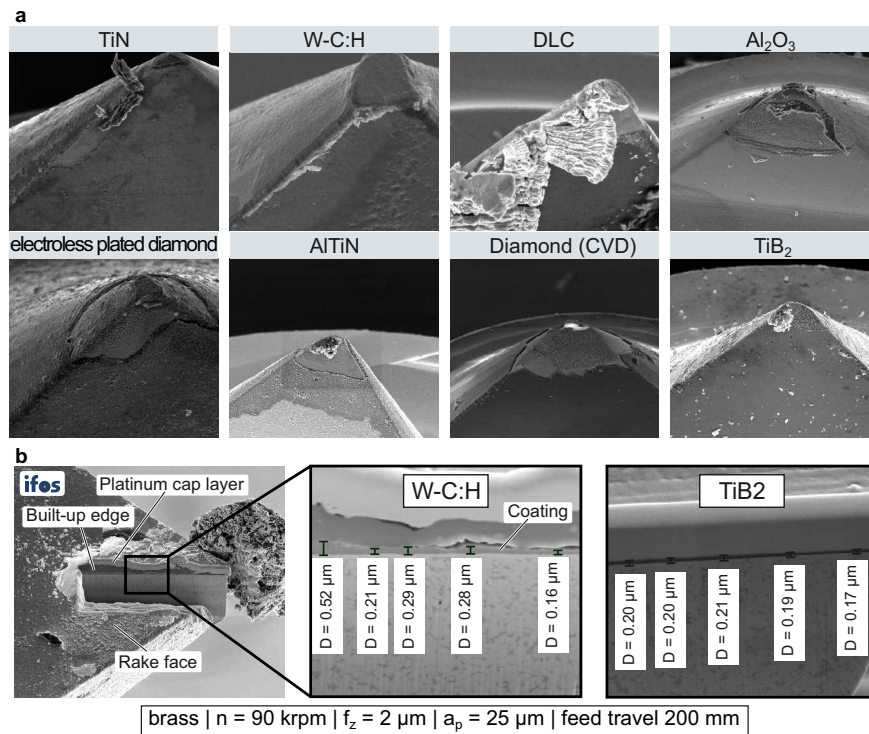 a
TiN
W-C:H
DLC
Al₂O₃
electroless plated diamond
AlTiN
Diamond (CVD)
TiB₂
b
ifos
Platinum cap layer
Built-up edge
Rake face
W-C:H
Coating
D = 0.52 µm
D = 0.21 µm
D = 0.29 µm
D = 0.28 µm
D = 0.16 µm
TiB2
D = 0.20 µm
D = 0.20 µm
D = 0.21 µm
D = 0.19 µm
D = 0.17 µm
brass | n = 90 krpm | f_z = 2 µm | a_p = 25 µm | feed travel 200 mm